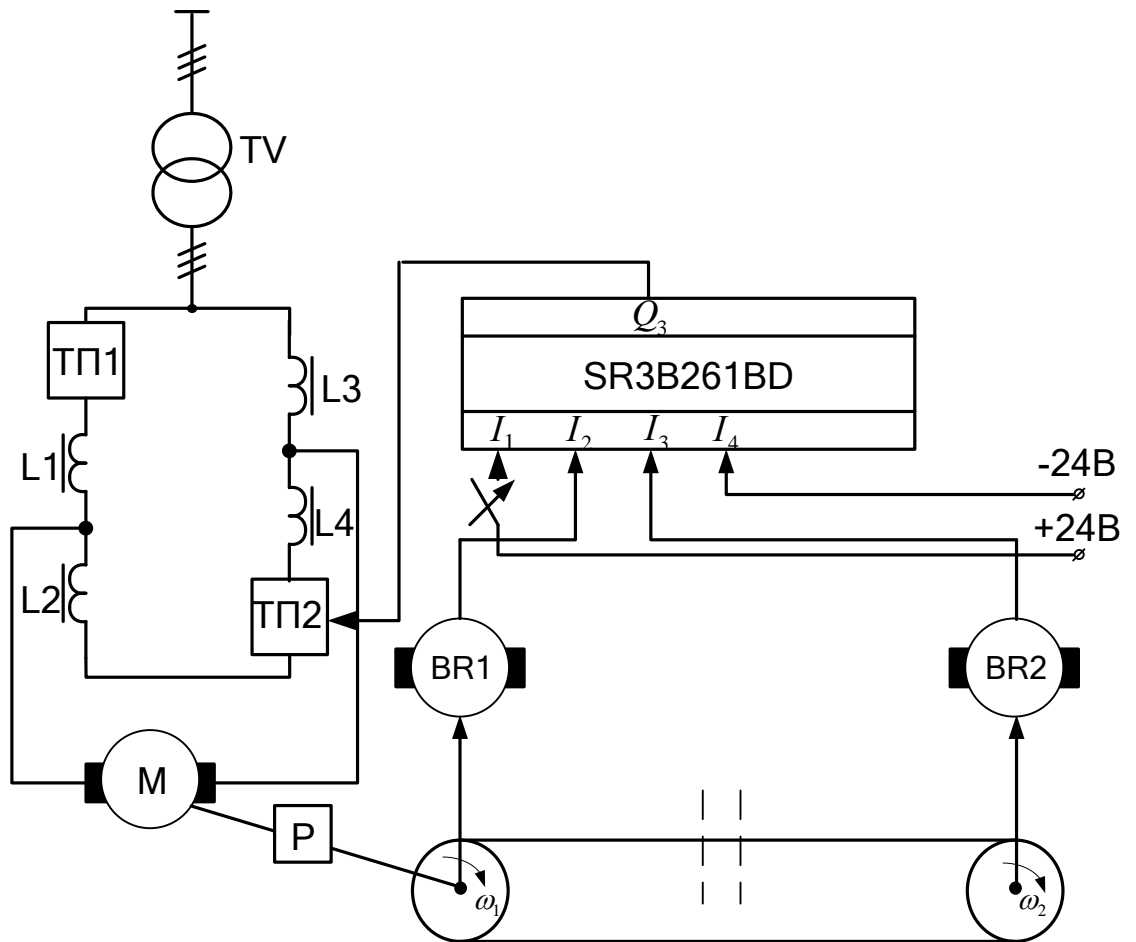 TV
Q₃
ТП1
L3
SR3B261BD
I₁ I₂ I₃ I₄
L1
-24В
L4
+24В
L2
ТП2
BR1
BR2
M
P
ω₁
ω₂